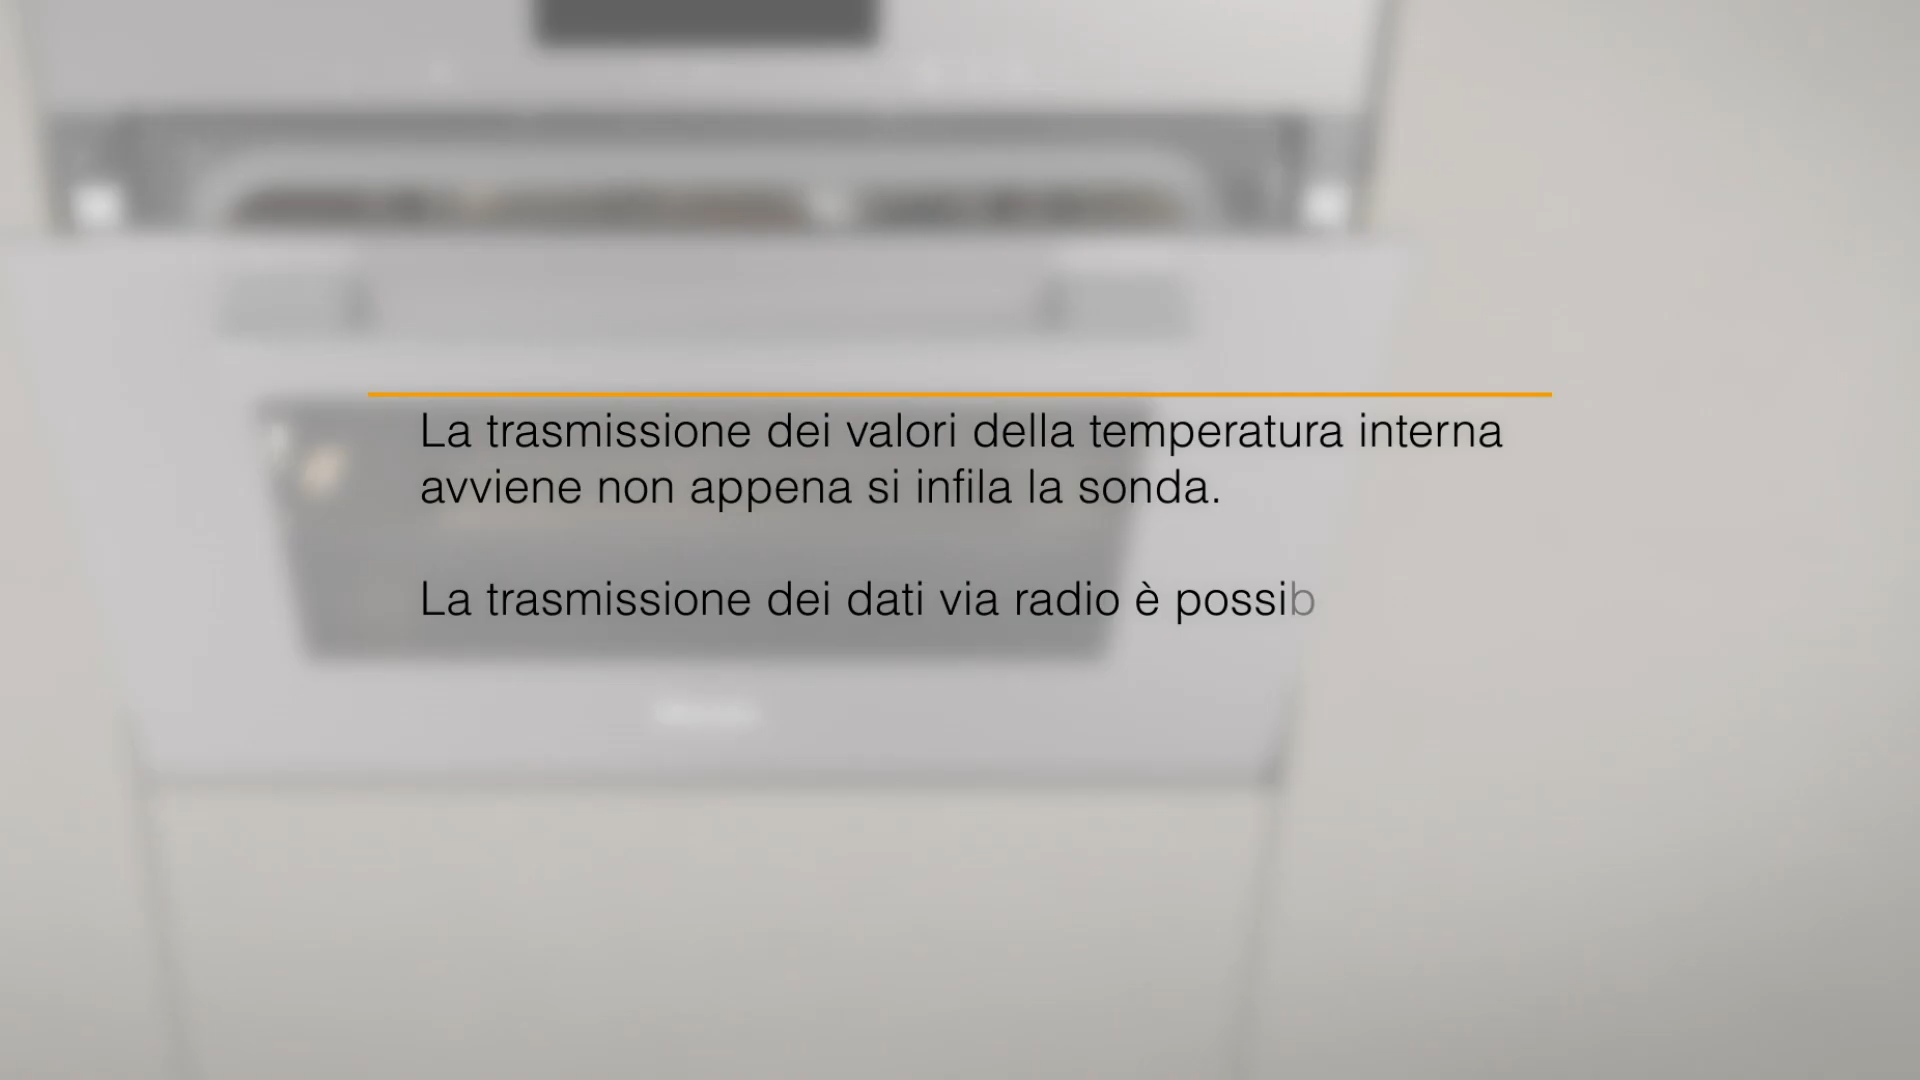 La trasmissione dei valori della temperatura interna
avviene non appena si infila la sonda.
La trasmissione dei dati via radio è possib